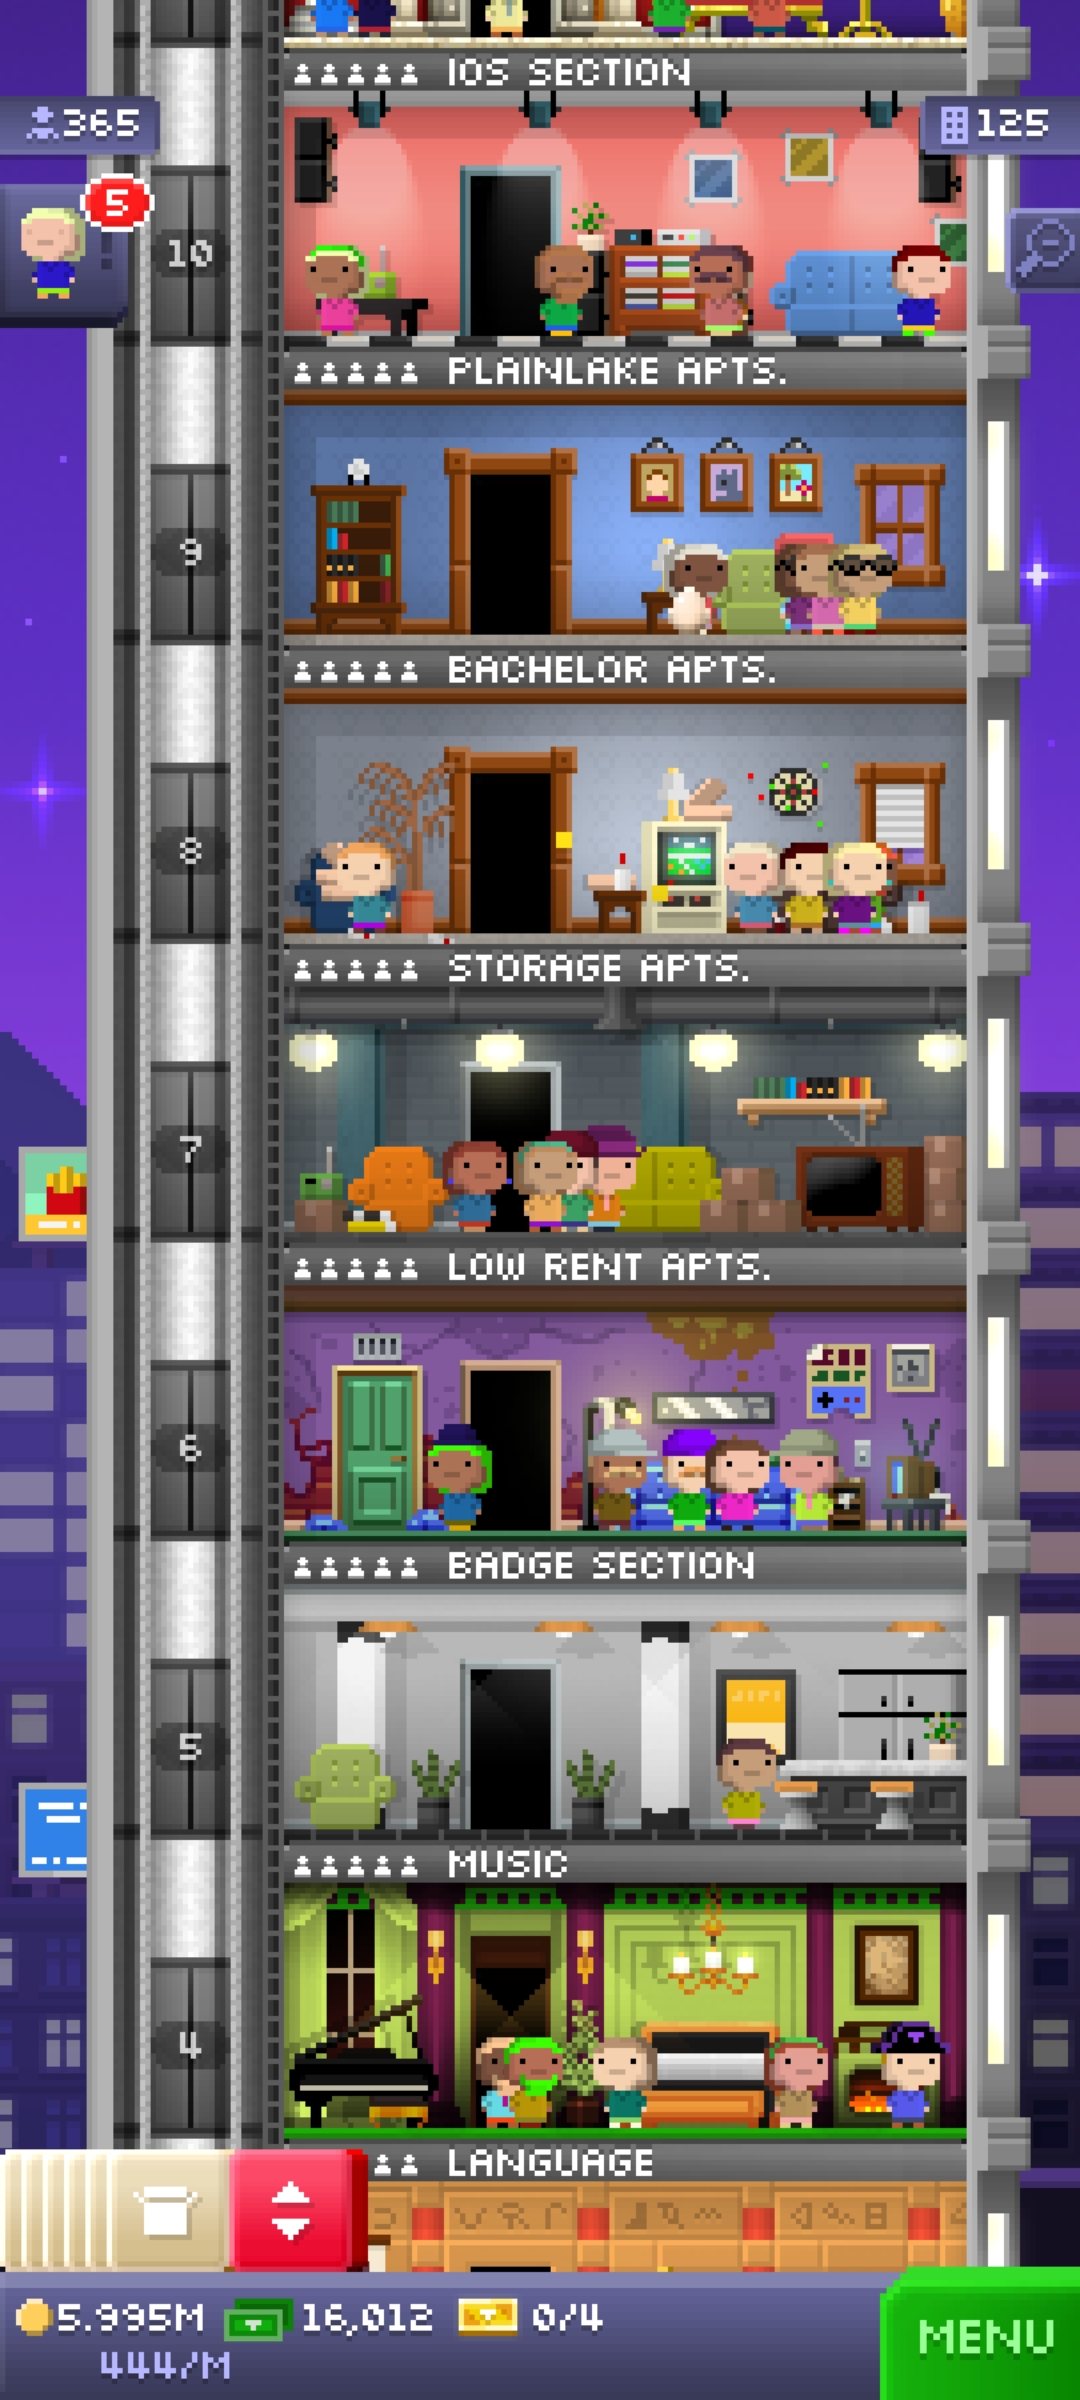 IOS SECTION
365
125
5
10
PLAINLAKE APTS.
9
BACHELOR APTS.
8
STORAGE APTS.
7
LOW RENT APTS.
6
BADGE SECTION
5
MUSIC
4
LANGUAGE
5.995M 16,012 0/4
MENU
444/M